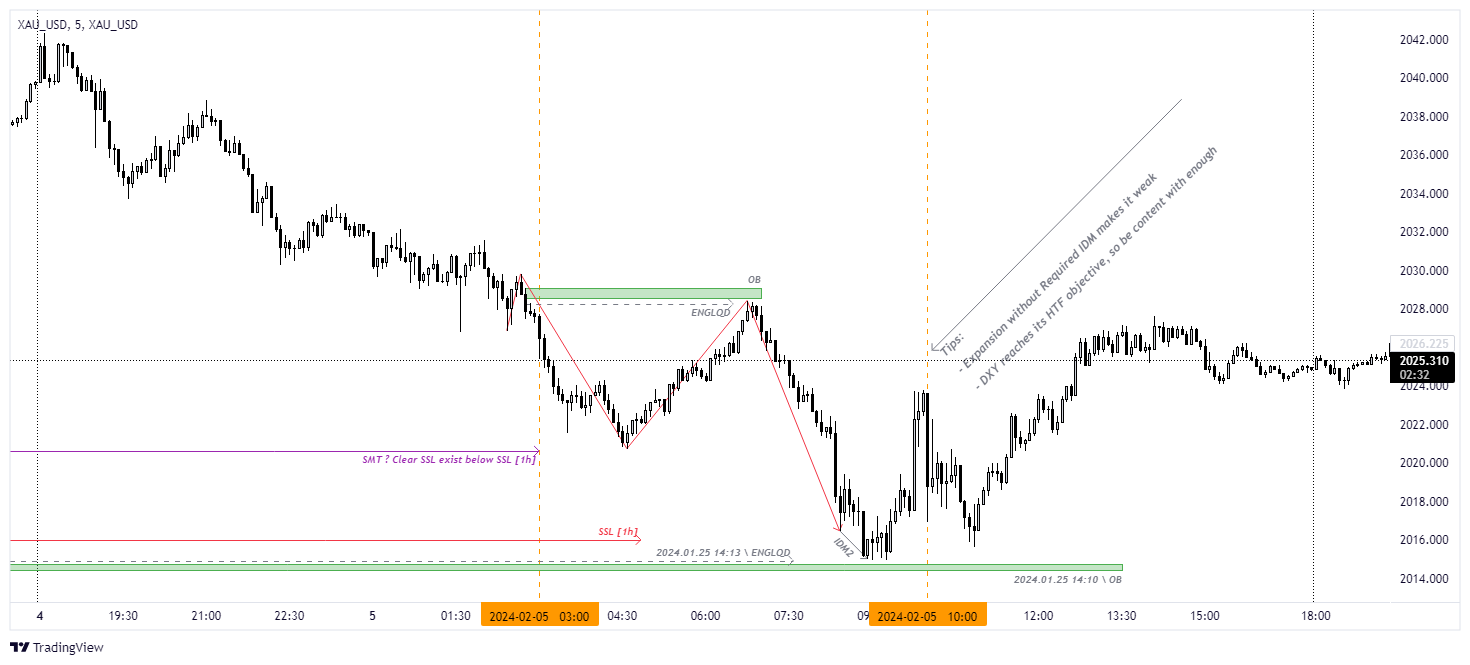 XAU_USD, 5, XAU_USD
2042.000
2040.000
2038.000
2036.000
2034.000
2032.000
2030.000
2028.000
2026.225
2025.310
02:32
2024.000
2022.000
2020.000
2018.000
2016.000
2014.000
OB
ENGLQD
Tips:
- Expansion without Required IDM makes it weak
- DXY reaches its HTF objective, so be content with enough
SMT ? Clear SSL exist below SSL [1h]
SSL [1h]
IDM2
2024.01.25 14:13 \ ENGLQD
2024.01.25 14:10 \ OB
4 19:30 21:00 22:30 5 01:30 2024-02-05 03:00 04:30 06:00 07:30 09 2024-02-05 10:00 12:00 13:30 15:00 18:00
TradingView